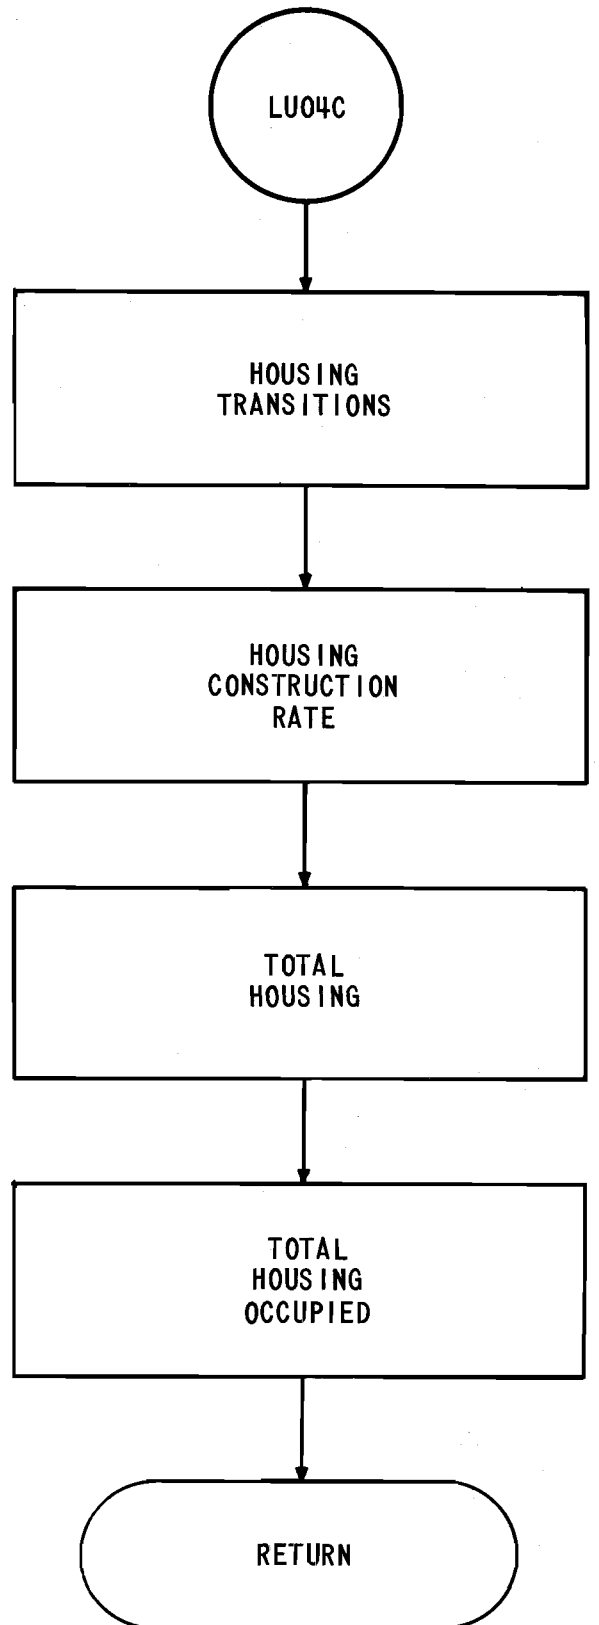 LU04C
HOUSING
TRANSITIONS
HOUSING
CONSTRUCTION
RATE
TOTAL
HOUSING
TOTAL
HOUSING
OCCUPIED
RETURN